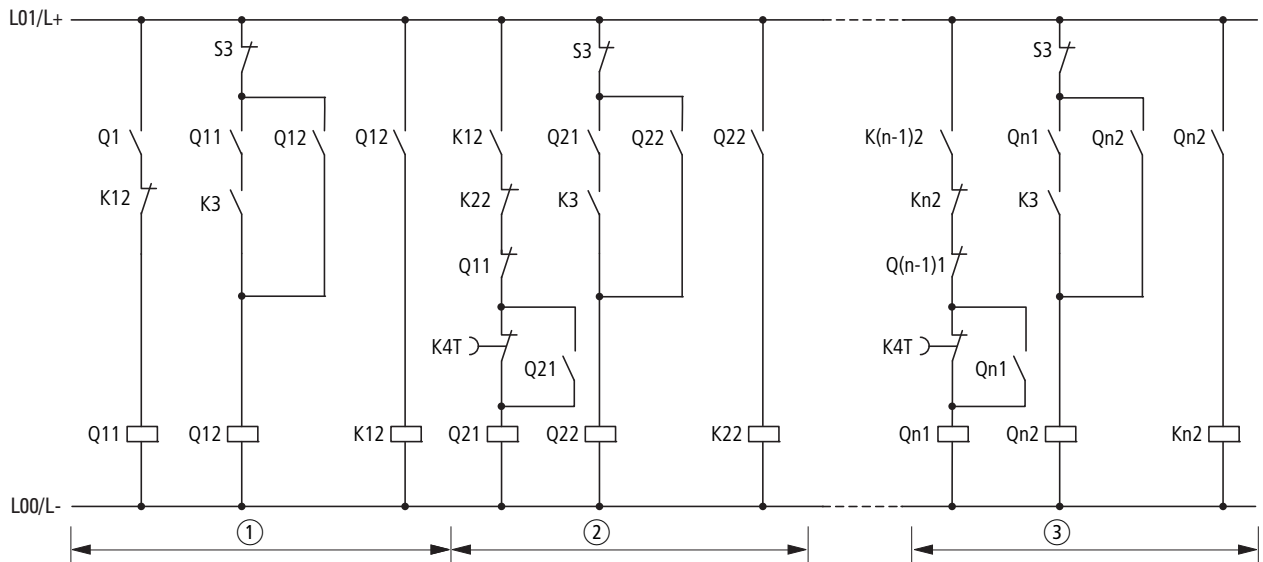 L01/L+
S3 S3 S3
Q1 Q11 Q12 Q12 K12 Q21 Q22 Q22 K(n-1)2 Qn1 Qn2 Qn2
K12 K3 K22 K3 Kn2 K3
Q11 Q(n-1)1
K4T Q21 K4T Qn1
Q11 Q12 K12 Q21 Q22 K22 Qn1 Qn2 Kn2
L00/L-
① ② ③